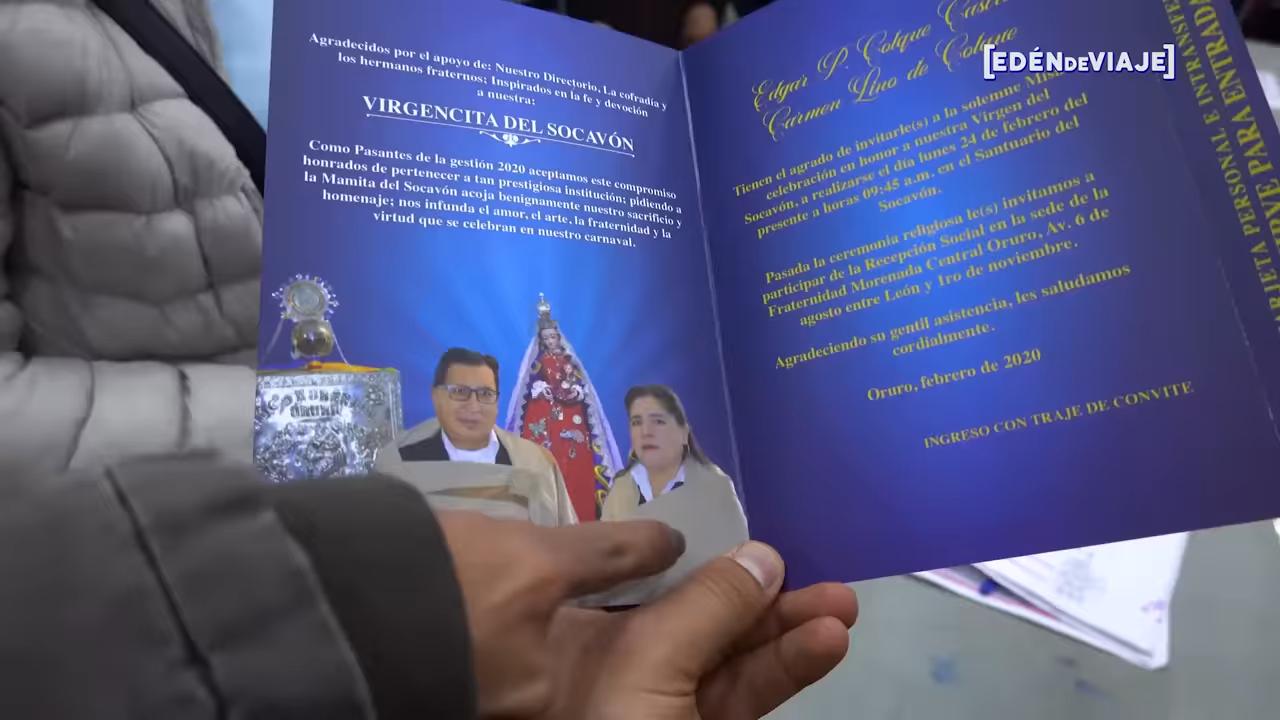 [EDÉNDEVIAJE]
Agradecidos por el apoyo de: Nuestro Directorio, La cofradía y
los hermanos fraternos; Inspirados en la fe y devoción
a nuestra:
VIRGENCITA DEL SOCAVÓN
Como Pasantes de la gestión 2020 aceptamos este compromiso
honrados de pertenecer a tan prestigiosa institución; pidiendo a
la Mamita del Socavón acoja benignamente nuestro sacrificio y
homenaje; nos infunda el amor, el arte, la fraternidad y la
virtud que se celebran en nuestro carnaval.
Edgar P. Colque
Carmen Lino de Colque
Tienen el agrado de invitarle(s) a la solemne Misa
celebración en honor a nuestra Virgen del
Socavón, a realizarse el día lunes 24 de febrero del
presente a horas 09:45 a.m. en el Santuario del
Socavón.
Pasada la ceremonia religiosa le(s) invitamos a
participar de la Recepción Social en la sede de la
Fraternidad Morenada Central Oruro, Av. 6 de
agosto entre León y 1ro de noviembre.
Agradeciendo su gentil asistencia, les saludamos
cordialmente.
Oruro, febrero de 2020
INGRESO CON TRAJE DE CONVITE
PERSONAL E
PARA ENTRADA